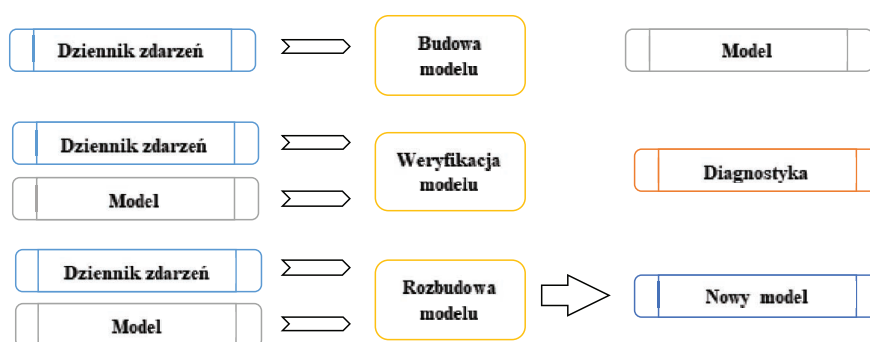 Dziennik zdarzeń
Budowa
modelu
Model
Dziennik zdarzeń
Model
Weryfikacja
modelu
Diagnostyka
Dziennik zdarzeń
Model
Rozbudowa
modelu
Nowy model